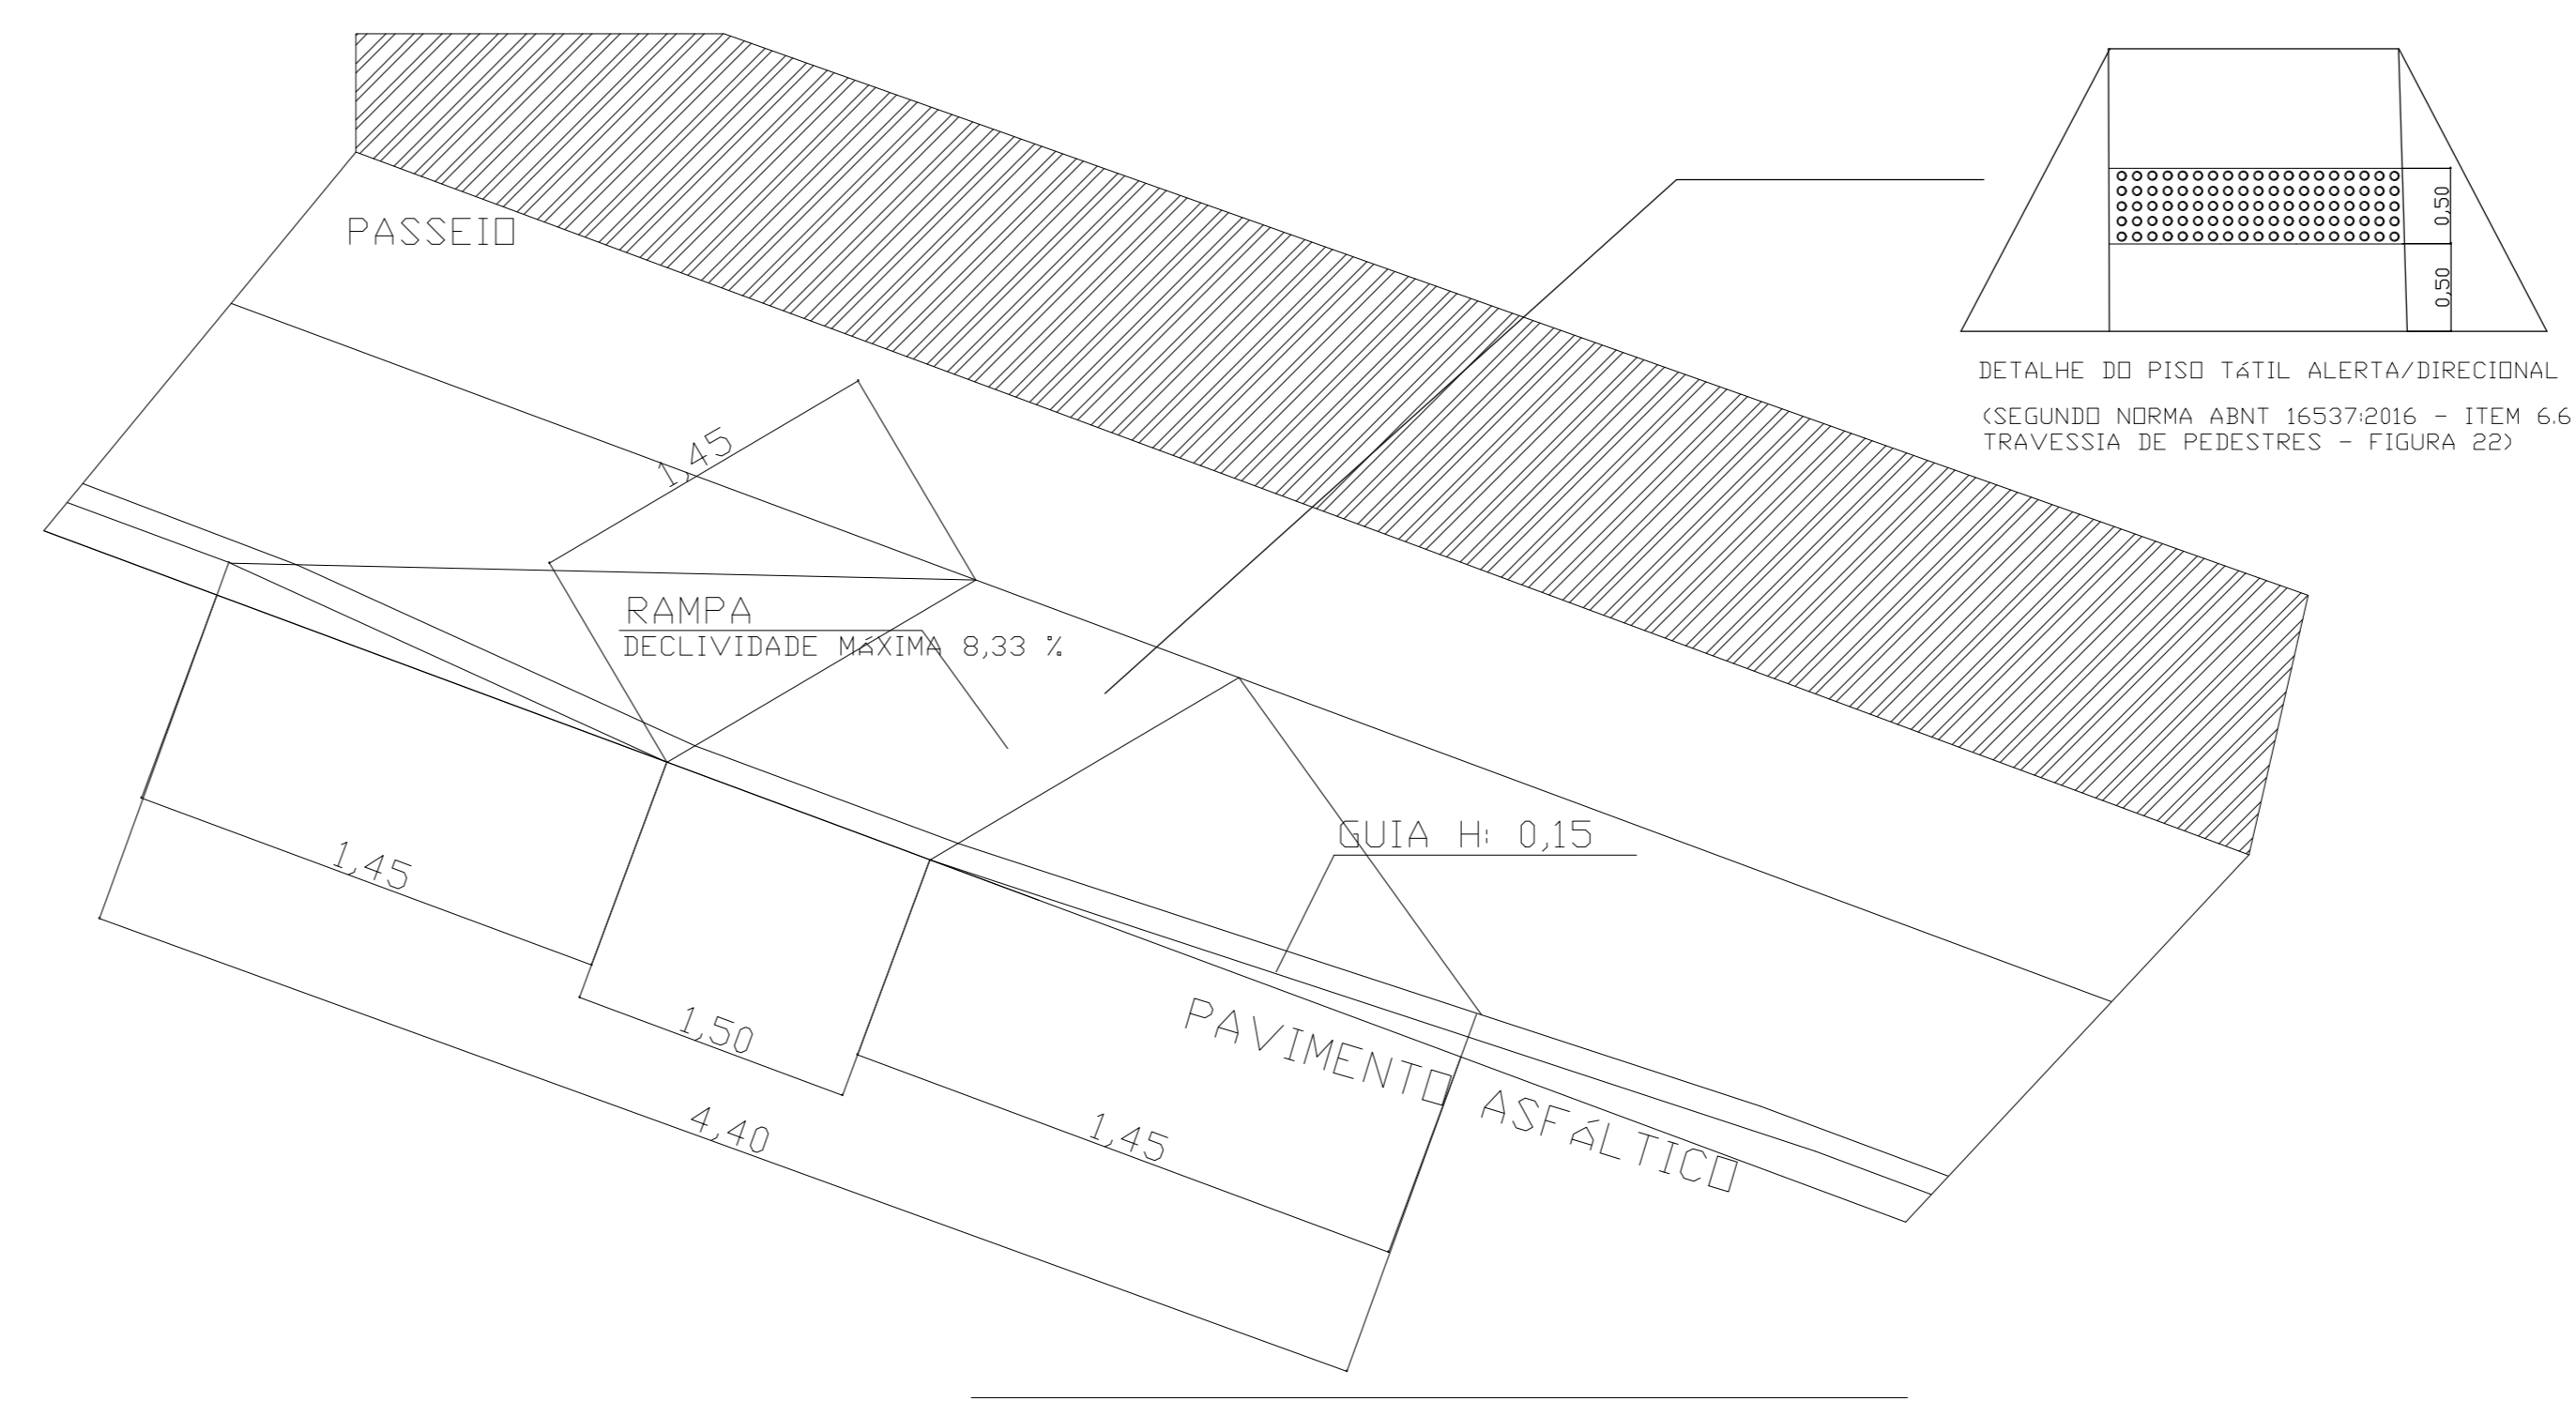 PASSEIO
1,45
RAMPA
DECLIVIDADE MáXIMA 8,33 %
GUIA H: 0,15
PAVIMENTO ASFáLTICO
1,45
1,50
1,45
4,40
0,50
0,50
DETALHE DO PISO TáTIL ALERTA/DIRECIONAL
(SEGUNDO NORMA ABNT 16537:2016 - ITEM 6.6
TRAVESSIA DE PEDESTRES - FIGURA 22)